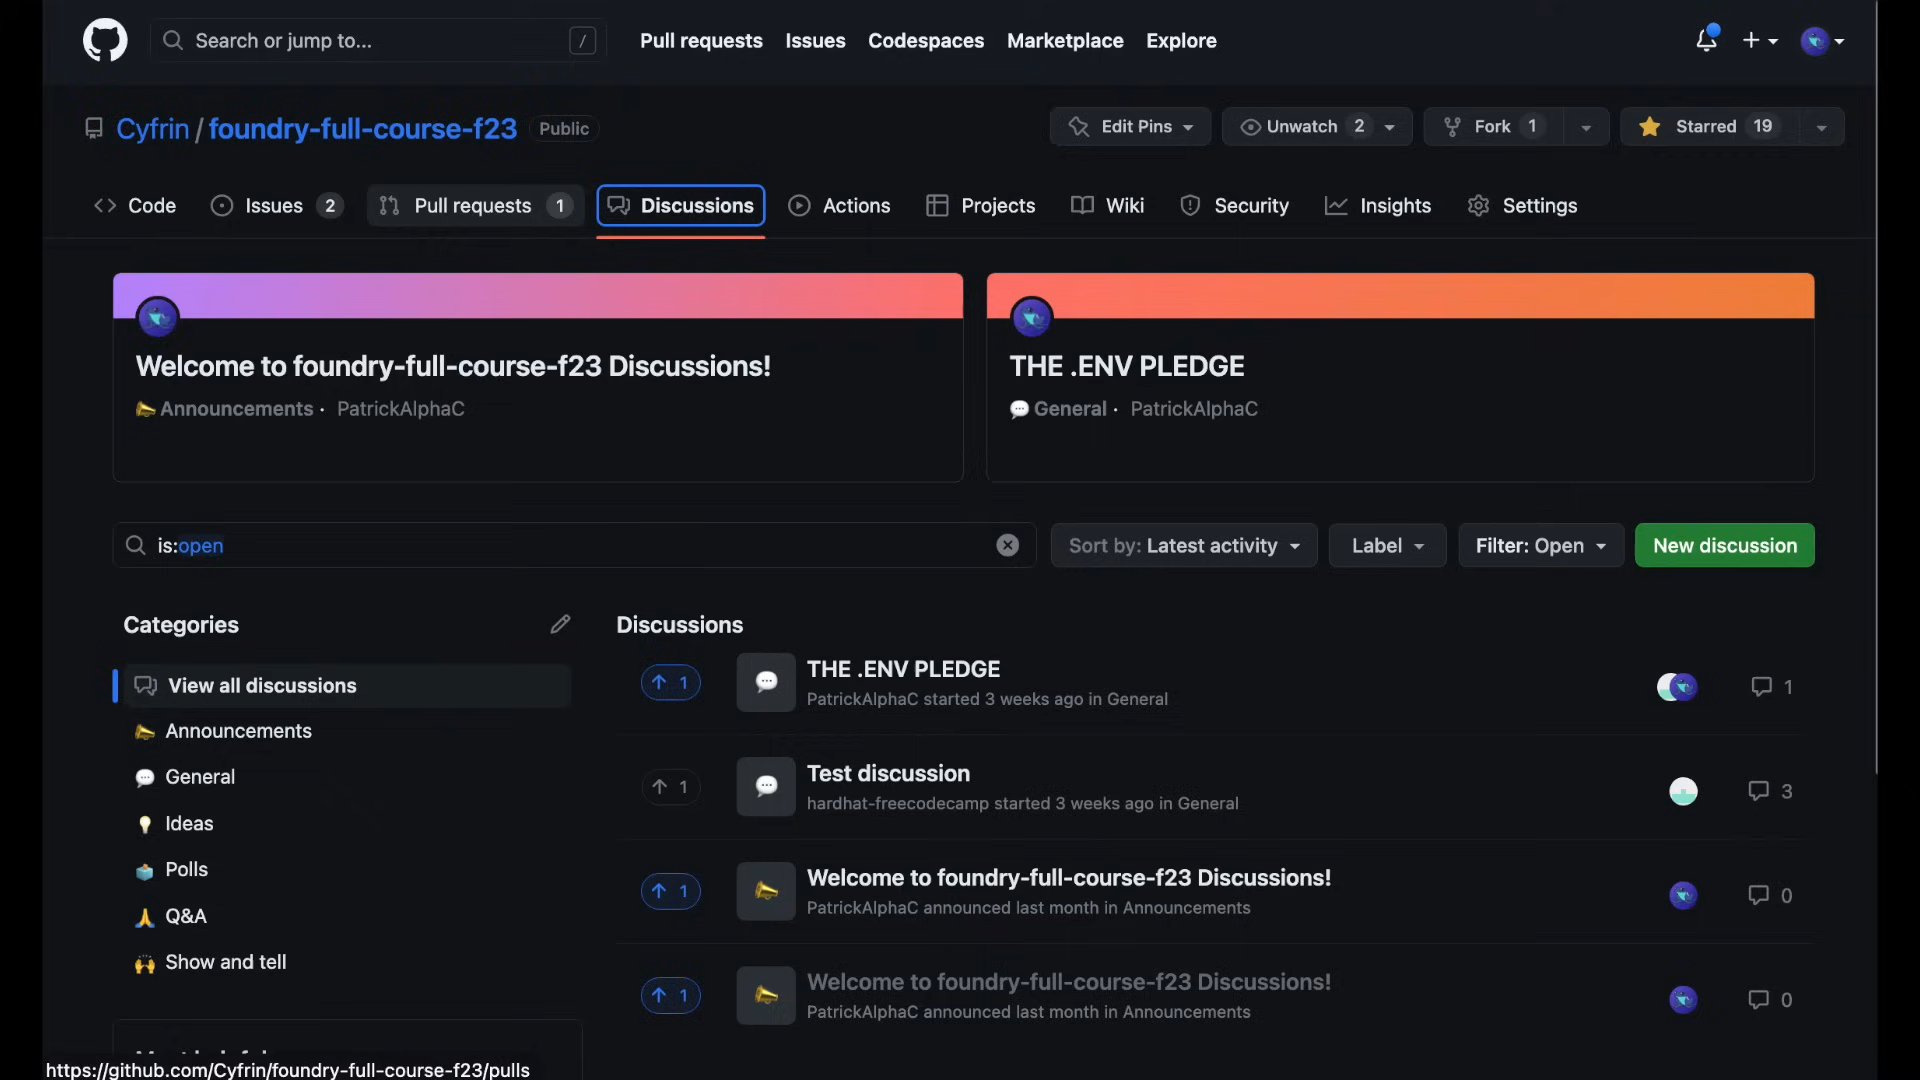 Search or jump to... / Pull requests Issues Codespaces Marketplace Explore
Cyfrin / foundry-full-course-f23 Public Edit Pins Unwatch 2 Fork 1 Starred 19
Code Issues 2 Pull requests 1 Discussions Actions Projects Wiki Security Insights Settings
Welcome to foundry-full-course-f23 Discussions!
Announcements · PatrickAlphaC
THE .ENV PLEDGE
General · PatrickAlphaC
is:open Sort by: Latest activity Label Filter: Open New discussion
Categories
View all discussions
Announcements
General
Ideas
Polls
Q&A
Show and tell
Discussions
1 THE .ENV PLEDGE 1
PatrickAlphaC started 3 weeks ago in General
1 Test discussion 3
hardhat-freecodecamp started 3 weeks ago in General
1 Welcome to foundry-full-course-f23 Discussions! 0
PatrickAlphaC announced last month in Announcements
1 Welcome to foundry-full-course-f23 Discussions! 0
PatrickAlphaC announced last month in Announcements
https://github.com/Cyfrin/foundry-full-course-f23/pulls